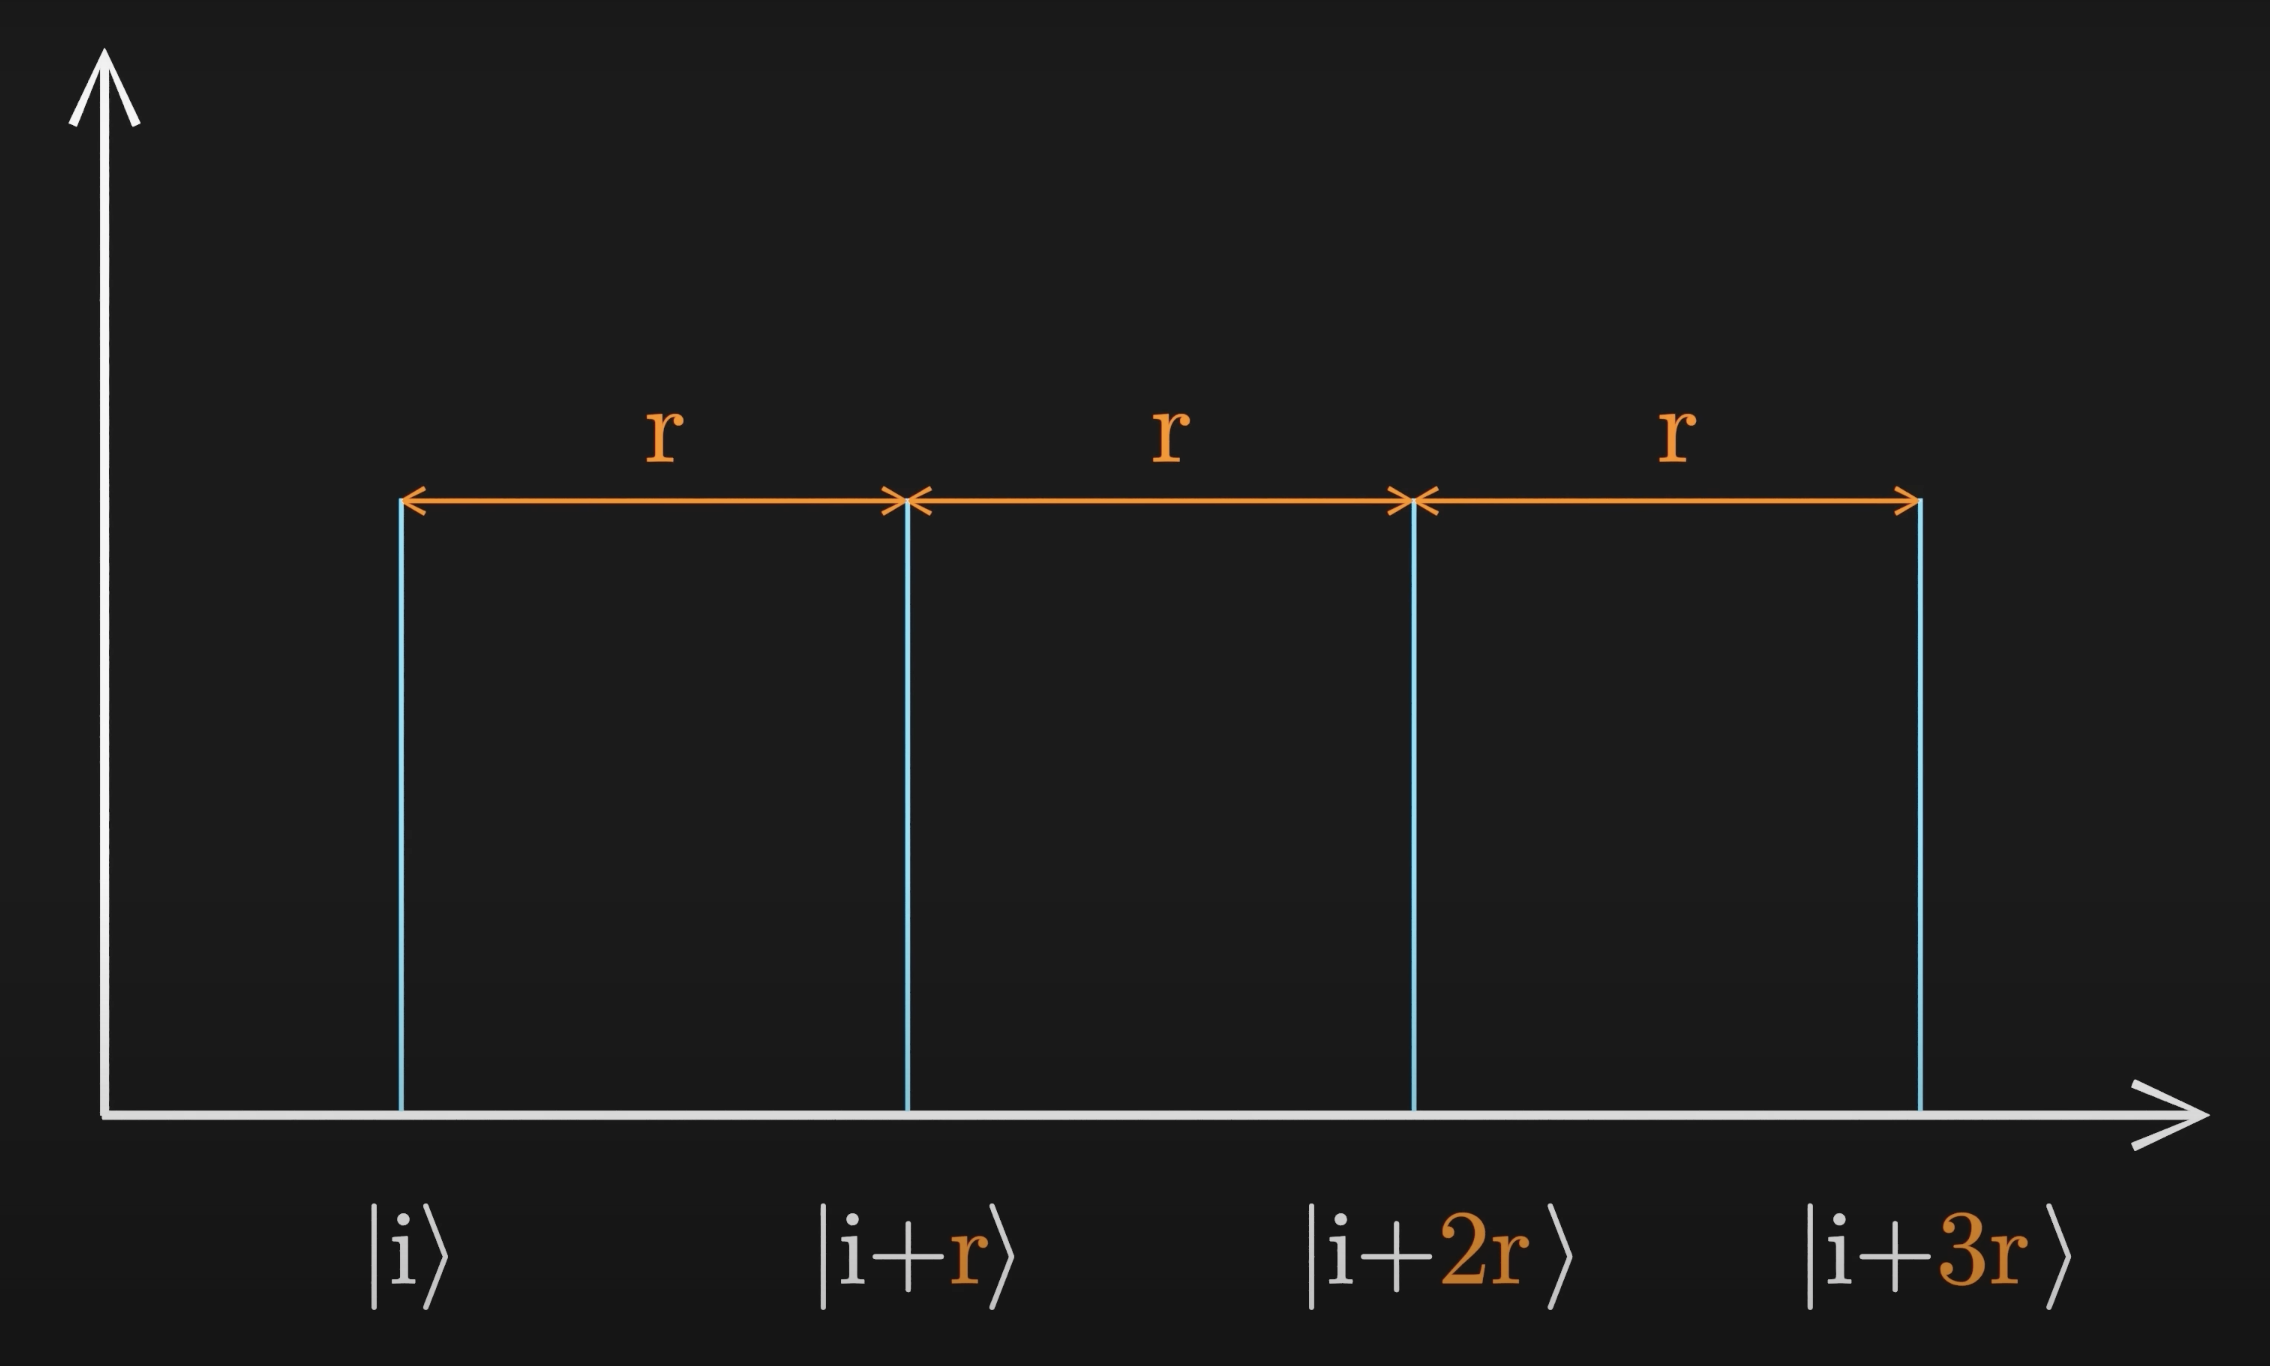 r r r
|i⟩ |i+r⟩ |i+2r⟩ |i+3r⟩